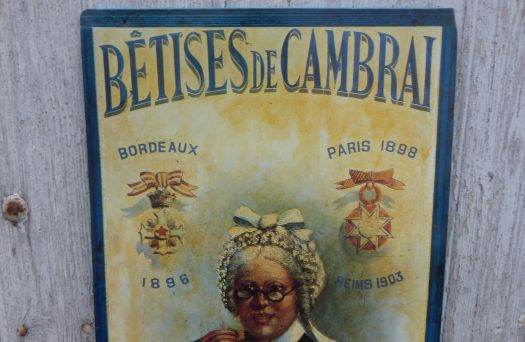 BÊTISES DE CAMBRAI
BORDEAUX
PARIS 1898
1896
REIMS 1903